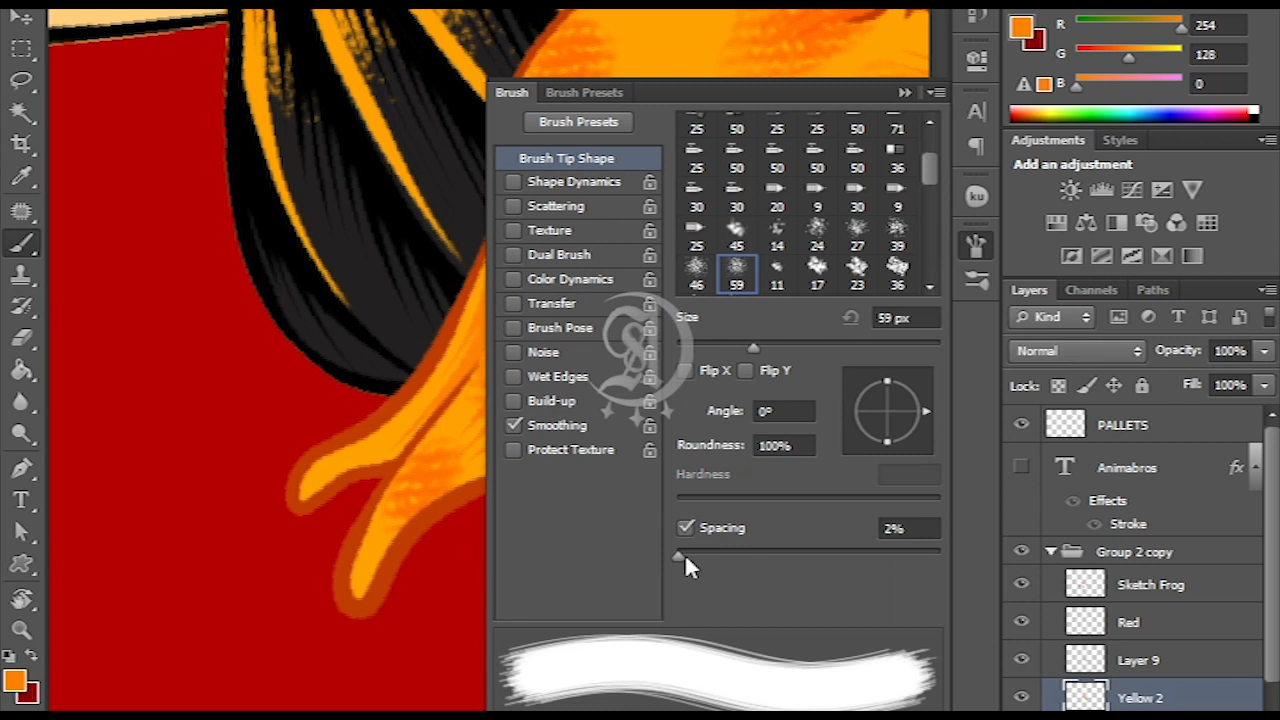 R 254
G 128
B 0
Brush Brush Presets
Brush Presets
Brush Tip Shape
Shape Dynamics
Scattering
Texture
Dual Brush
Color Dynamics
Transfer
Brush Pose
Noise
Wet Edges
Build-up
Smoothing
Protect Texture
25 50 25 25 50 71
25 50 50 50 50 36
30 30 20 9 30 9
25 45 14 24 27 39
46 59 11 17 23 36
Size 59 px
Flip X Flip Y
Angle: 0º
Roundness: 100%
Hardness
Spacing 2%
A
ku
Adjustments Styles
Add an adjustment
Layers Channels Paths
Kind
Normal Opacity: 100%
Lock: Fill: 100%
PALLETS
T Animabros fx
Effects
Stroke
Group 2 copy
Sketch Frog
Red
Layer 9
Yellow 2